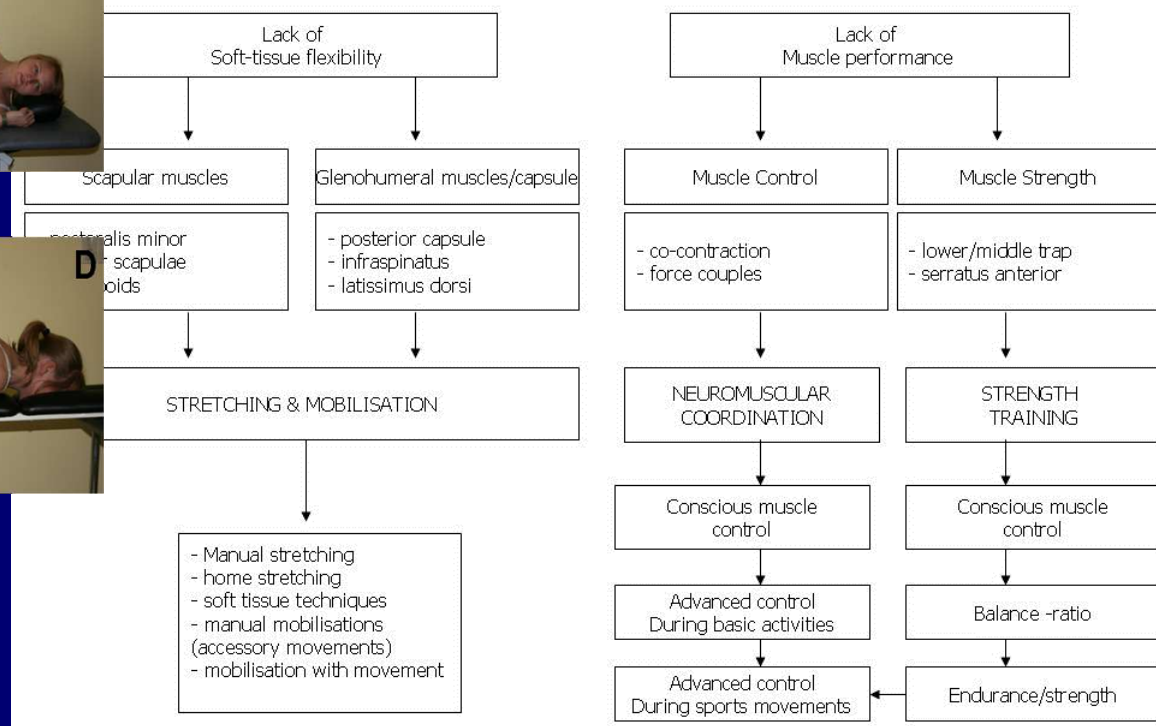 Lack of
Soft-tissue flexibility
Lack of
Muscle performance
Scapular muscles
Glenohumeral muscles/capsule
Muscle Control
Muscle Strength
minor
scapulae
D
- posterior capsule
- infraspinatus
- latissimus dorsi
- co-contraction
- force couples
- lower/middle trap
- serratus anterior
STRETCHING & MOBILISATION
NEUROMUSCULAR
COORDINATION
STRENGTH
TRAINING
Conscious muscle
control
Conscious muscle
control
- Manual stretching
- home stretching
- soft tissue techniques
- manual mobilisations
(accessory movements)
- mobilisation with movement
Advanced control
During basic activities
Balance -ratio
Advanced control
During sports movements
Endurance/strength